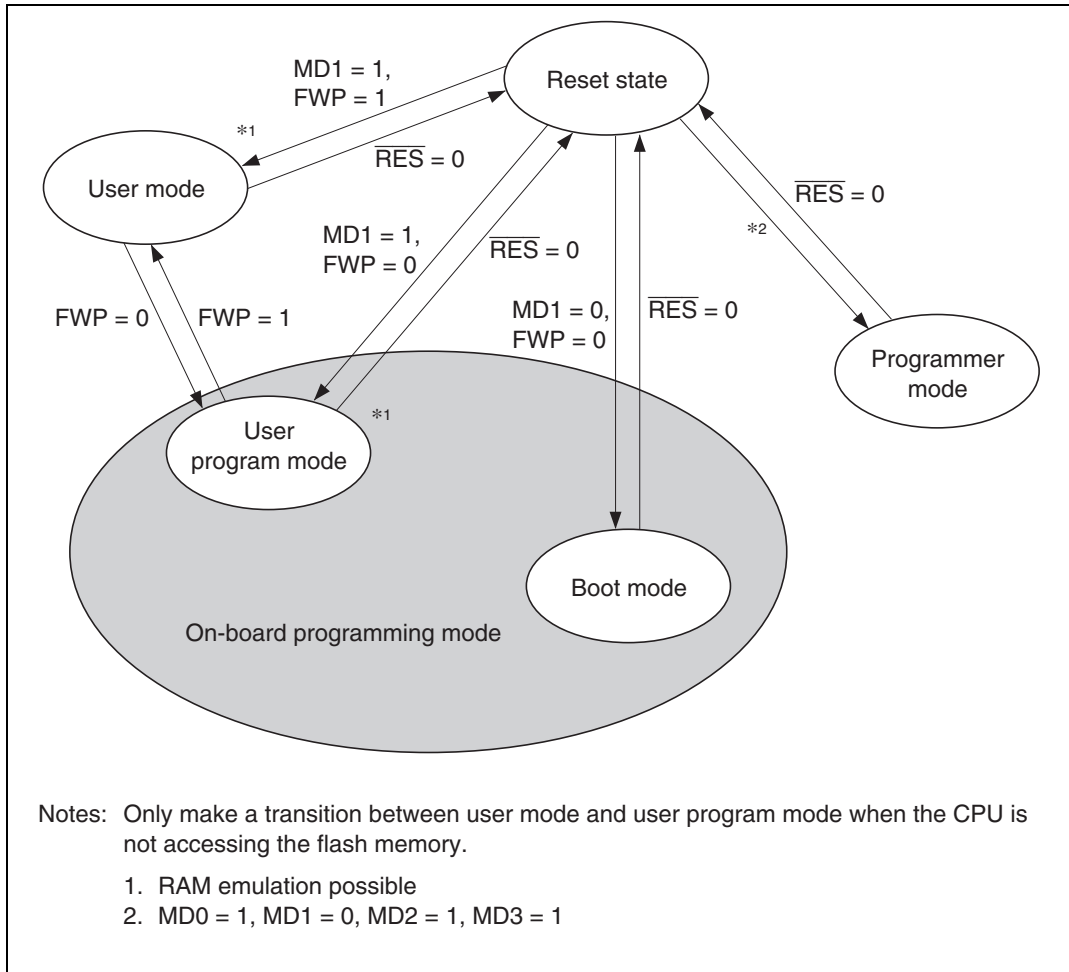 Reset state
MD1 = 1,
FWP = 1
*1
RES = 0
User mode
MD1 = 1,
FWP = 0
RES = 0
RES = 0
*2
MD1 = 0,
FWP = 0
RES = 0
FWP = 0
FWP = 1
Programmer
mode
User
program mode
*1
Boot mode
On-board programming mode
Notes: Only make a transition between user mode and user program mode when the CPU is
not accessing the flash memory.
1. RAM emulation possible
2. MD0 = 1, MD1 = 0, MD2 = 1, MD3 = 1